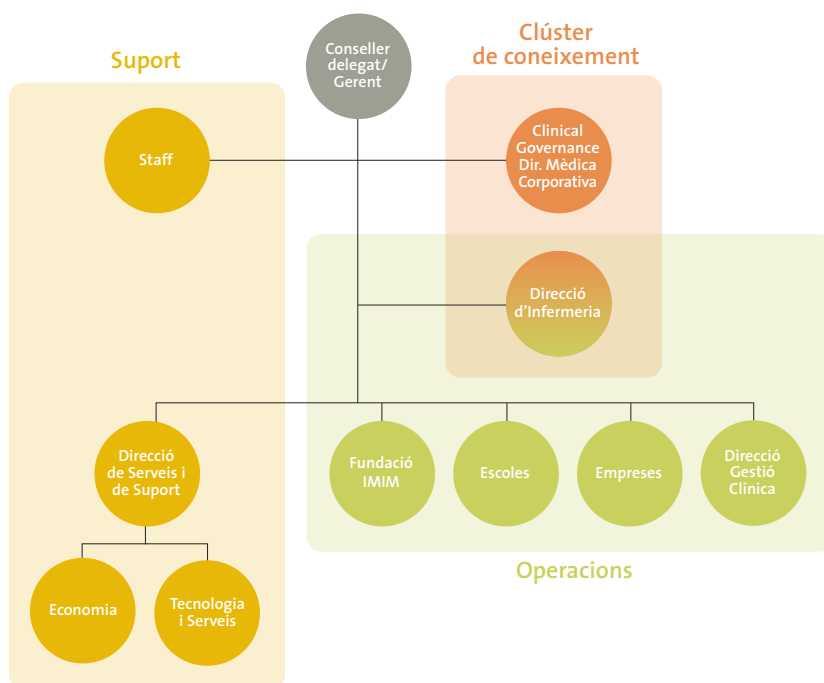 Suport
Conseller
delegat/
Gerent
Clúster
de coneixement
Staff
Clinical
Governance
Dir. Mèdica
Corporativa
Direcció
d'Infermeria
Direcció
de Serveis i
de Suport
Fundació
IMIM
Escoles
Empreses
Direcció
Gestió
Clínica
Operacions
Economia
Tecnologia
i Serveis